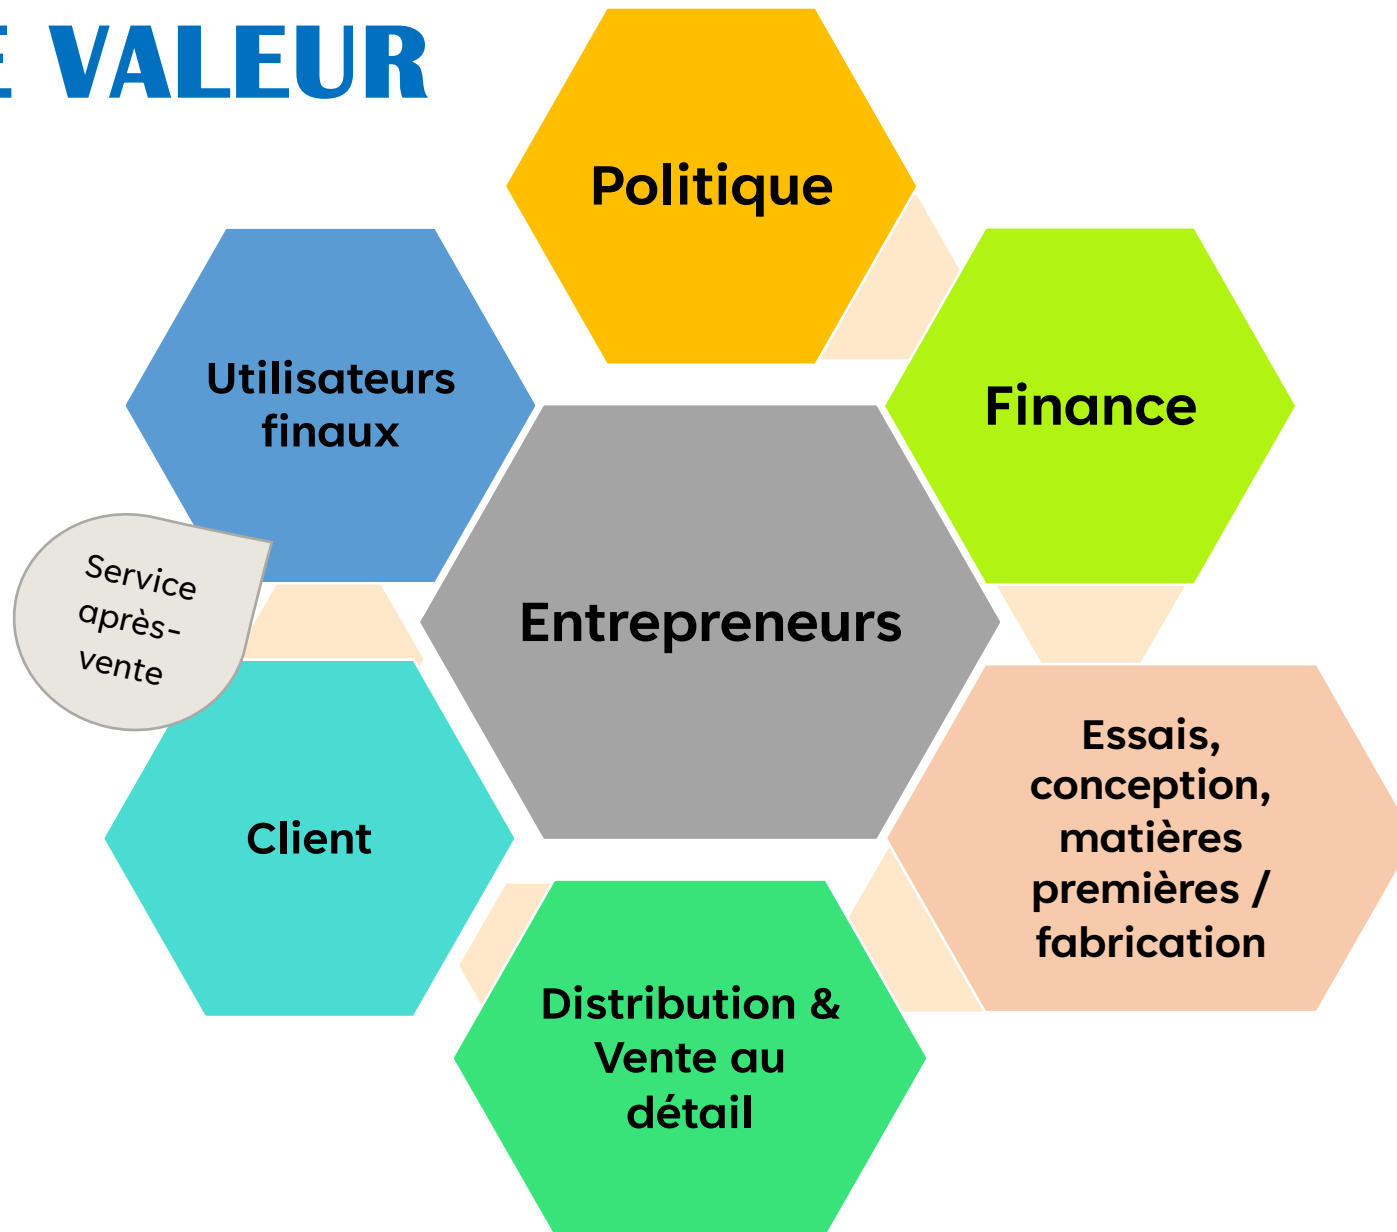 E VALEUR
Politique
Utilisateurs
finaux
Finance
Service
après-
vente
Entrepreneurs
Client
Essais,
conception,
matières
premières /
fabrication
Distribution &
Vente au
détail